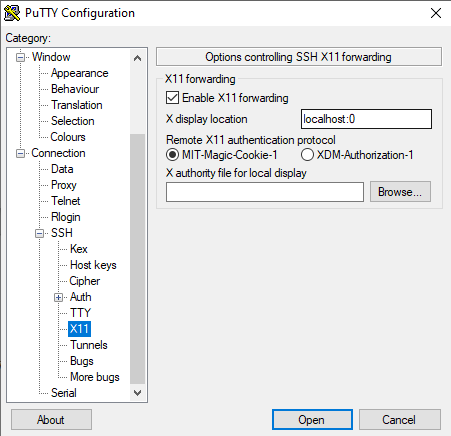 PuTTY Configuration
Category:
Window
Appearance
Behaviour
Translation
Selection
Colours
Connection
Data
Proxy
Telnet
Rlogin
SSH
Kex
Host keys
Cipher
Auth
TTY
X11
Tunnels
Bugs
More bugs
Serial
Options controlling SSH X11 forwarding
X11 forwarding
Enable X11 forwarding
X display location localhost:0
Remote X11 authentication protocol
MIT-Magic-Cookie-1 XDM-Authorization-1
X authority file for local display
Browse...
About Open Cancel